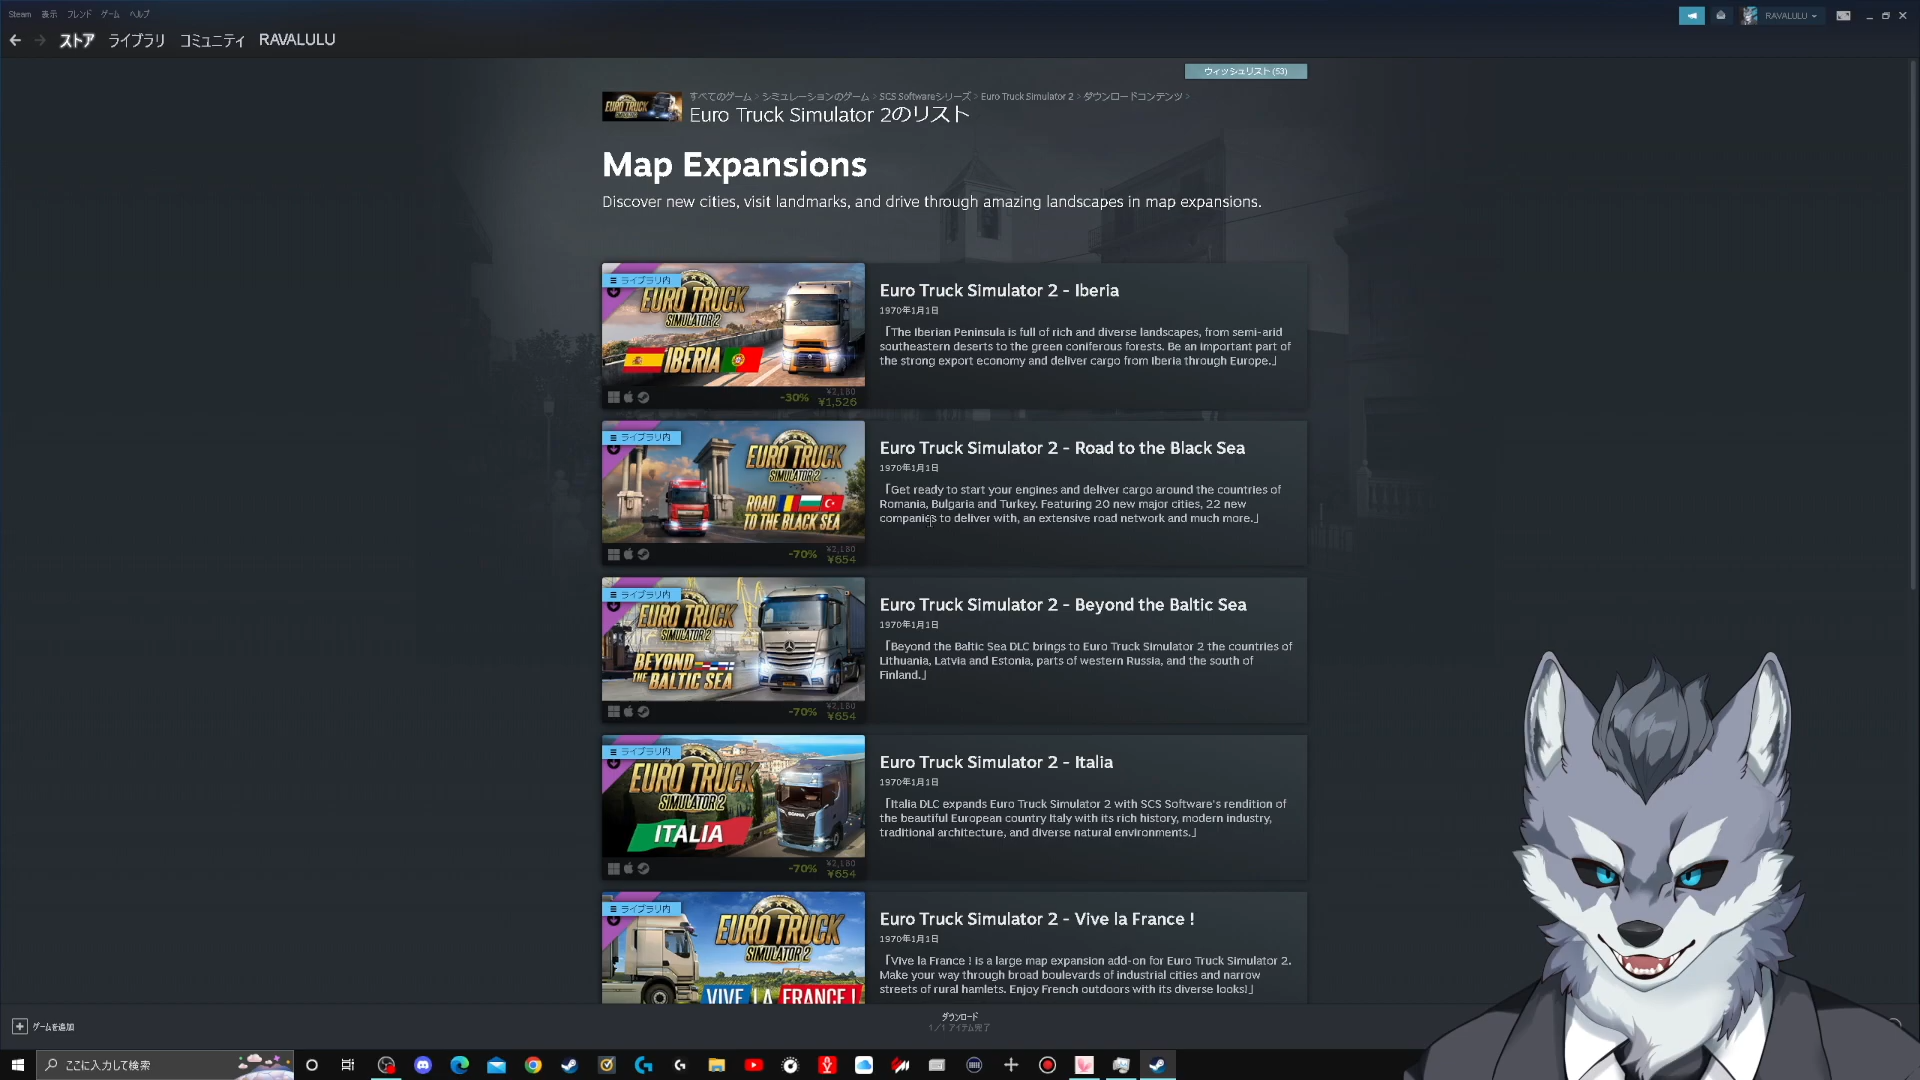 Steam 表示 フレンド ゲーム ヘルプ
RAVALULU
ストア ライブラリ コミュニティ RAVALULU
ウィッシュリスト (53)
すべてのゲーム > シミュレーションのゲーム > SCS Softwareシリーズ > Euro Truck Simulator 2 > ダウンロードコンテンツ >
EURO TRUCK
SIMULATOR 2
Euro Truck Simulator 2のリスト
Map Expansions
Discover new cities, visit landmarks, and drive through amazing landscapes in map expansions.
ライブラリ内
EURO TRUCK
SIMULATOR 2
IBERIA
-30% ¥2,180
¥1,526
Euro Truck Simulator 2 - Iberia
1970年1月1日
「The Iberian Peninsula is full of rich and diverse landscapes, from semi-arid
southeastern deserts to the green coniferous forests. Be an important part of
the strong export economy and deliver cargo from Iberia through Europe.」
ライブラリ内
EURO TRUCK
SIMULATOR 2
ROAD
TO THE BLACK SEA
-70% ¥2,180
¥654
Euro Truck Simulator 2 - Road to the Black Sea
1970年1月1日
「Get ready to start your engines and deliver cargo around the countries of
Romania, Bulgaria and Turkey. Featuring 20 new major cities, 22 new
companies to deliver with, an extensive road network and much more.」
ライブラリ内
EURO TRUCK
SIMULATOR 2
BEYOND
THE BALTIC SEA
-70% ¥2,180
¥654
Euro Truck Simulator 2 - Beyond the Baltic Sea
1970年1月1日
「Beyond the Baltic Sea DLC brings to Euro Truck Simulator 2 the countries of
Lithuania, Latvia and Estonia, parts of western Russia, and the south of
Finland.」
ライブラリ内
EURO TRUCK
SIMULATOR 2
ITALIA
SCANIA
-70% ¥2,180
¥654
Euro Truck Simulator 2 - Italia
1970年1月1日
「Italia DLC expands Euro Truck Simulator 2 with SCS Software's rendition of
the beautiful European country Italy with its rich history, modern industry,
traditional architecture, and diverse natural environments.」
ライブラリ内
EURO TRUCK
SIMULATOR 2
VIVE LA FRANCE !
Euro Truck Simulator 2 - Vive la France !
1970年1月1日
「Vive la France ! is a large map expansion add-on for Euro Truck Simulator 2.
Make your way through broad boulevards of industrial cities and narrow
streets of rural hamlets. Enjoy French outdoors with its diverse looks!」
ゲームを追加
ダウンロード
1／1 アイテム完了
ここに入力して検索